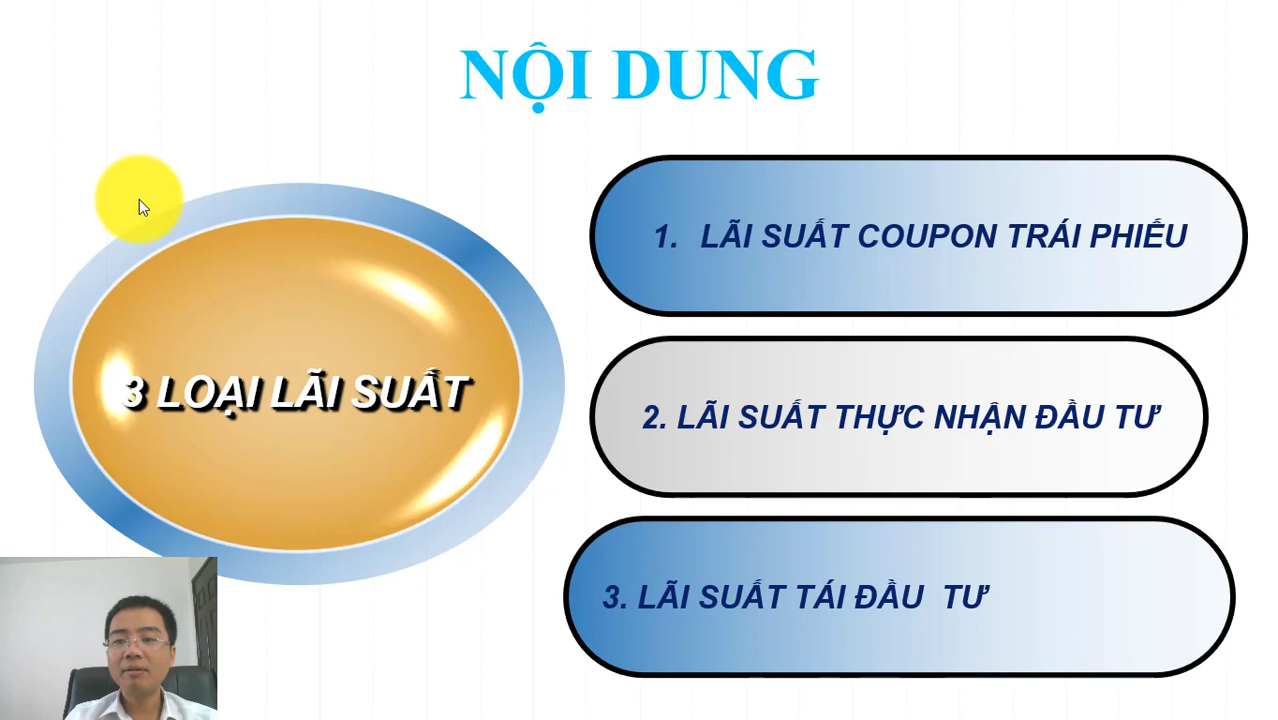 NỘI DUNG
3 LOẠI LÃI SUẤT
1. LÃI SUẤT COUPON TRÁI PHIẾU
2. LÃI SUẤT THỰC NHẬN ĐẦU TƯ
3. LÃI SUẤT TÁI ĐẦU TƯ